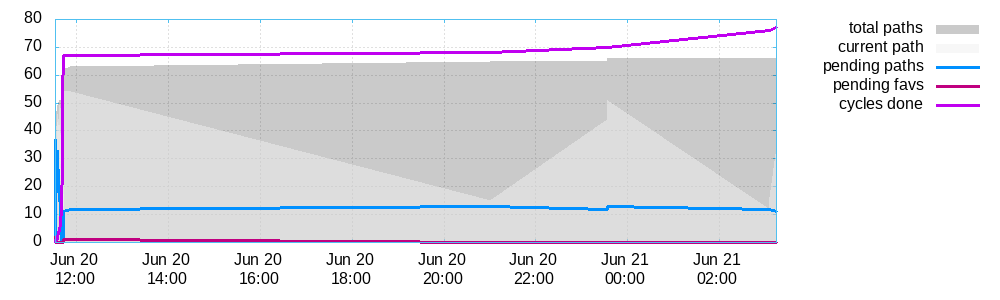 80
70
60
50
40
30
20
10
0
Jun 20 Jun 20 Jun 20 Jun 20 Jun 20 Jun 20 Jun 21 Jun 21
12:00 14:00 16:00 18:00 20:00 22:00 00:00 02:00
total paths
current path
pending paths
pending favs
cycles done